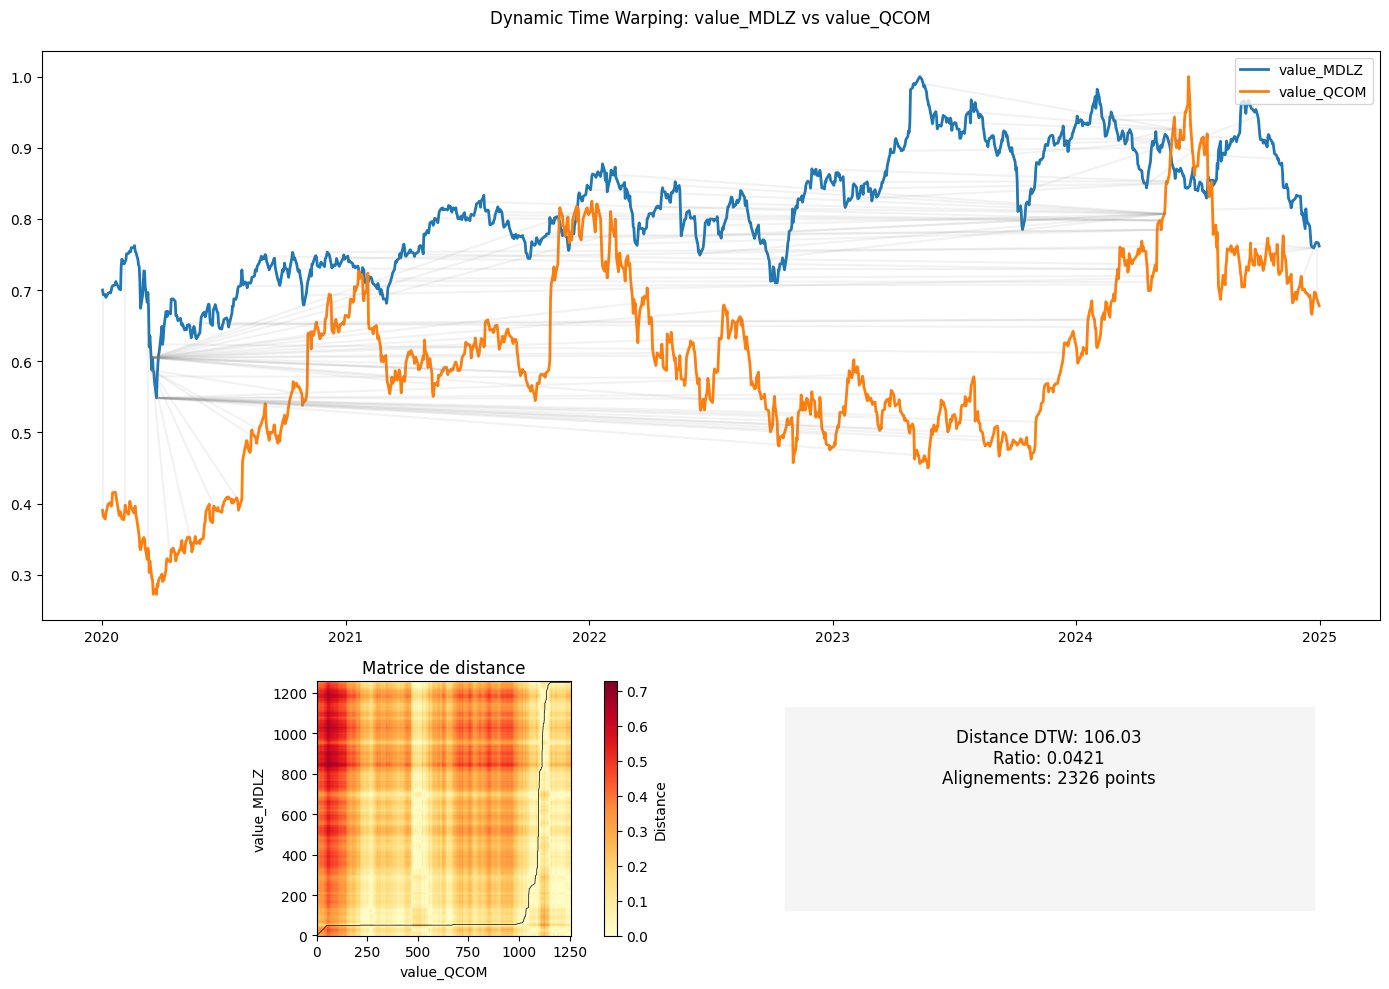 Dynamic Time Warping: value_MDLZ vs value_QCOM
value_MDLZ
value_QCOM
1.0
0.9
0.8
0.7
0.6
0.5
0.4
0.3
2020 2021 2022 2023 2024 2025
Matrice de distance
value_MDLZ
1200
1000
800
600
400
200
0
0 250 500 750 1000 1250
value_QCOM
0.7
0.6
0.5
0.4
0.3
0.2
0.1
0.0
Distance
Distance DTW: 106.03
Ratio: 0.0421
Alignements: 2326 points